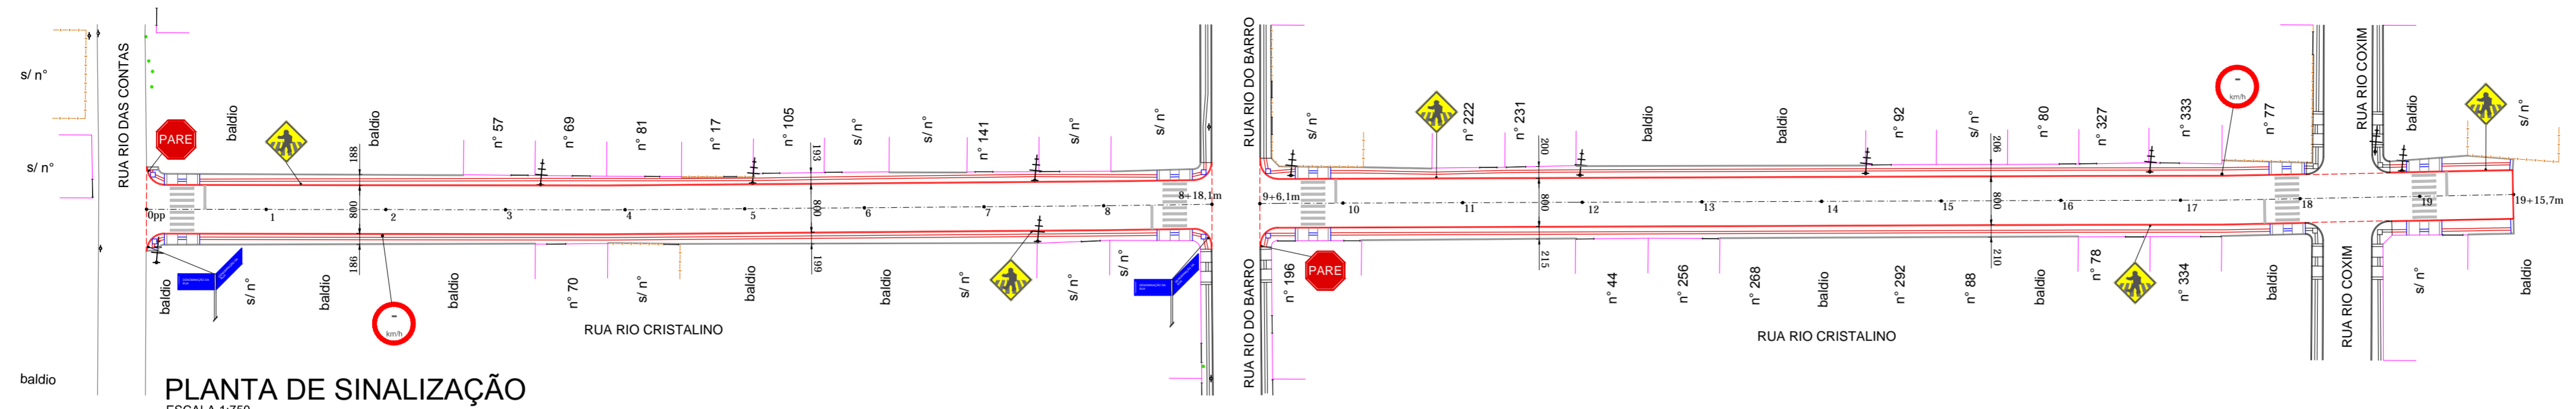 s/ n°
s/ n°
baldio
RUA RIO DAS CONTAS
PARE
baldio
baldio
n° 57
n° 69
n° 81
n° 17
n° 105
s/ n°
s/ n°
n° 141
s/ n°
s/ n°
188
193
0pp
1
2
3
4
5
6
7
8
8+18,1m
800
800
186
199
baldio
s/ n°
baldio
baldio
n° 70
s/ n°
baldio
baldio
s/ n°
s/ n°
s/ n°
-
km/h
RUA RIO CRISTALINO
RUA RIO DO BARRO
RUA RIO DO BARRO
s/ n°
n° 222
n° 231
baldio
baldio
n° 92
s/ n°
n° 80
n° 327
n° 333
n° 77
-
km/h
200
206
9+6,1m
10
11
12
13
14
15
16
17
18
19
19+15,7m
800
800
215
210
n° 196
PARE
n° 44
n° 256
n° 268
baldio
n° 292
n° 88
baldio
n° 78
n° 334
baldio
RUA RIO CRISTALINO
RUA RIO COXIM
RUA RIO COXIM
baldio
s/ n°
s/ n°
baldio
PLANTA DE SINALIZAÇÃO
ESCALA 1:750